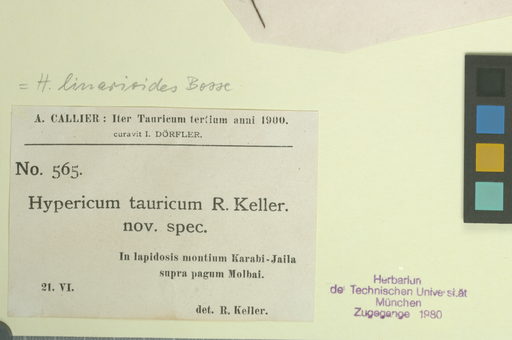 = H. linarioides Bosse
A. CALLIER: Iter Tauricum tertium anni 1900.
curavit I. DÖRFLER.
No. 565.
Hypericum tauricum R. Keller.
nov. spec.
In lapidosis montium Karabi-Jaila
supra pagum Molbai.
21. VI.
det. R. Keller.
Herbarium
der Technischen Universität
München
Zugegange 1980